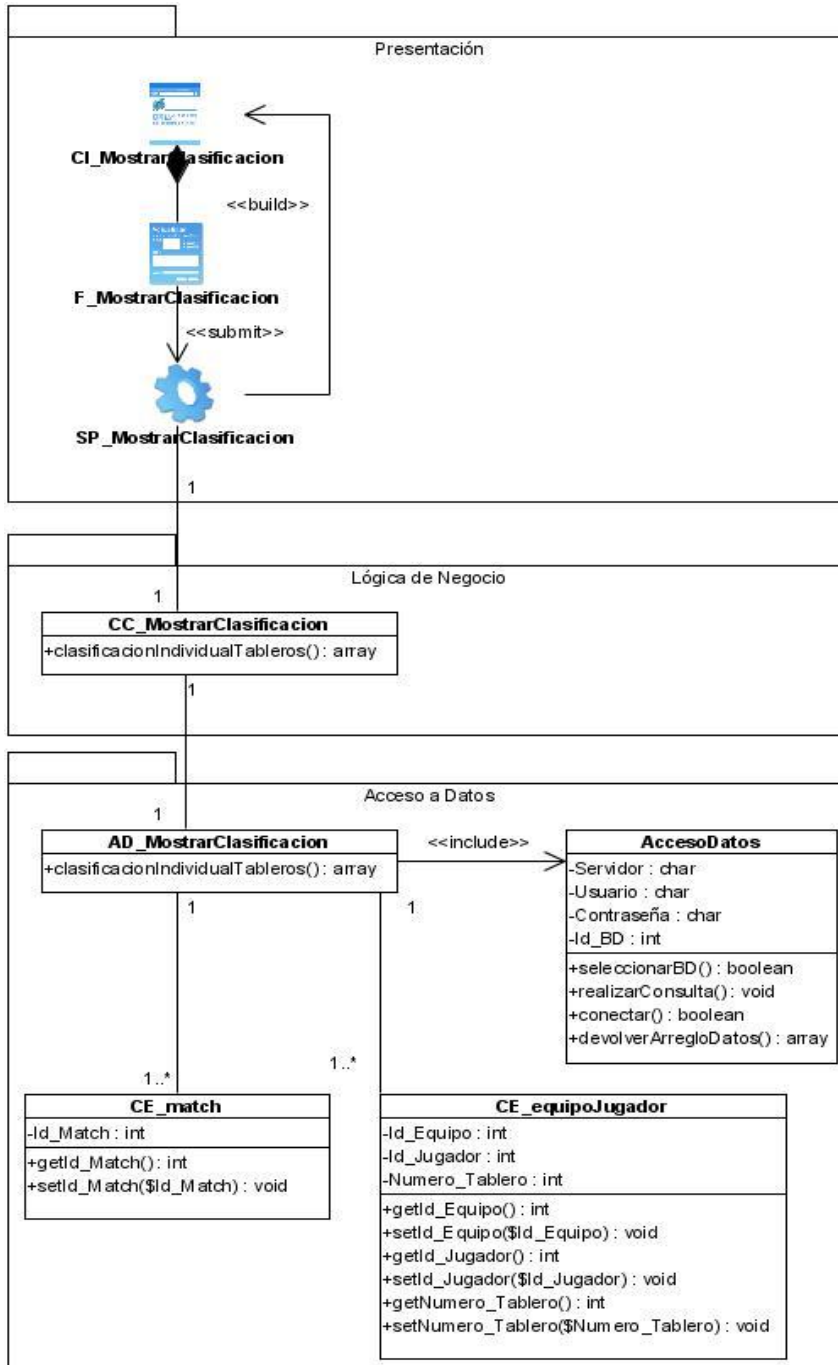 Presentación
CI_MostrarClasificacion
<<build>>
F_MostrarClasificacion
<<submit>>
SP_MostrarClasificacion
1
Lógica de Negocio
1
CC_MostrarClasificacion
+clasificacionIndividualTableros() : array
1
Acceso a Datos
1
AD_MostrarClasificacion
+clasificacionIndividualTableros() : array
<<include>>
AccesoDatos
-Servidor : char
-Usuario : char
-Contraseña : char
-Id_BD : int
+seleccionarBD() : boolean
+realizarConsulta() : void
+conectar() : boolean
+devolverArregloDatos() : array
1
1
1..*
1..*
CE_match
-Id_Match : int
+getId_Match() : int
+setId_Match($Id_Match) : void
CE_equipoJugador
-Id_Equipo : int
-Id_Jugador : int
-Numero_Tablero : int
+getId_Equipo() : int
+setId_Equipo($Id_Equipo) : void
+getId_Jugador() : int
+setId_Jugador($Id_Jugador) : void
+getNumero_Tablero() : int
+setNumero_Tablero($Numero_Tablero) : void